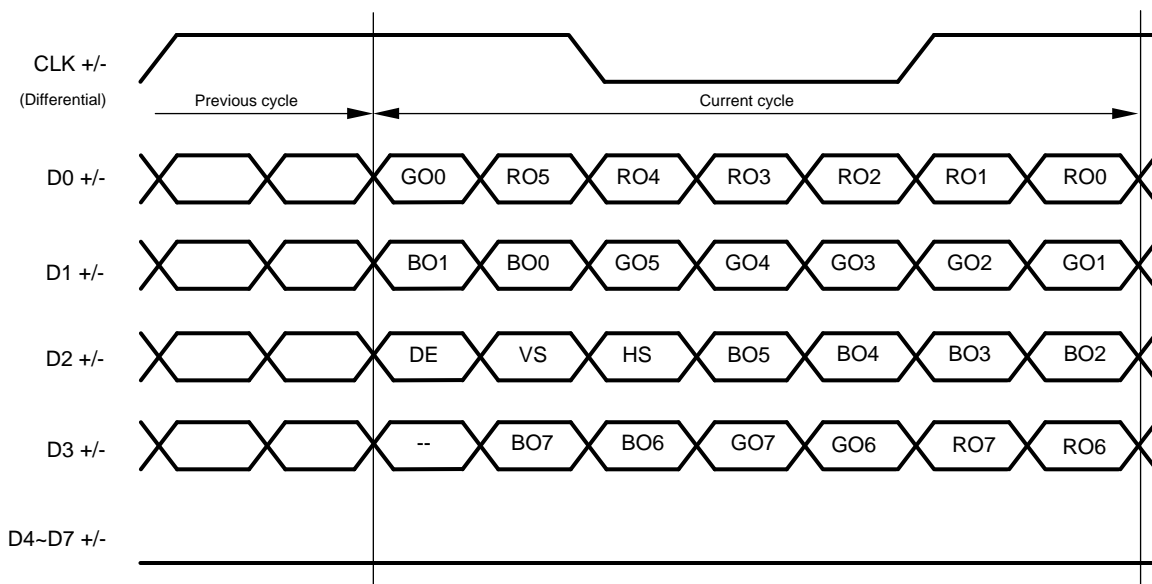 CLK +/-
(Differential)
Previous cycle
Current cycle
D0 +/-
GO0 RO5 RO4 RO3 RO2 RO1 RO0
D1 +/-
BO1 BO0 GO5 GO4 GO3 GO2 GO1
D2 +/-
DE VS HS BO5 BO4 BO3 BO2
D3 +/-
-- BO7 BO6 GO7 GO6 RO7 RO6
D4~D7 +/-